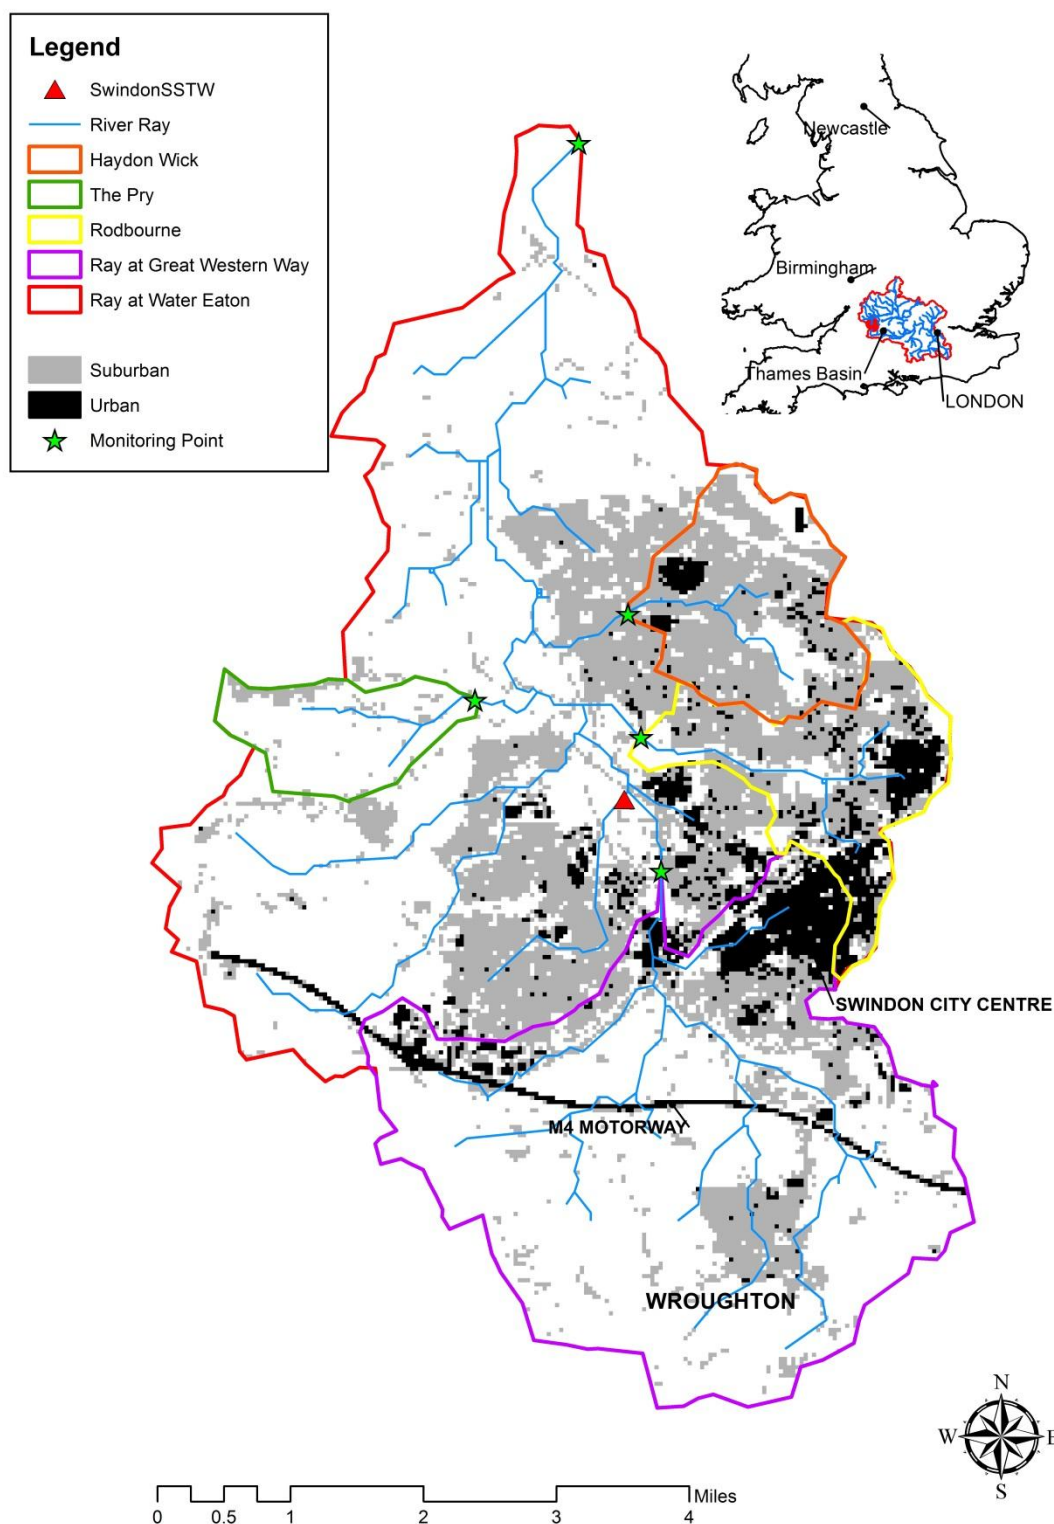 Legend
SwindonSSTW
River Ray
Haydon Wick
The Pry
Rodbourne
Ray at Great Western Way
Ray at Water Eaton
Suburban
Urban
Monitoring Point
Newcastle
Birmingham
Thames Basin
LONDON
SWINDON CITY CENTRE
M4 MOTORWAY
WROUGHTON
N
W E
S
Miles
0 0.5 1 2 3 4